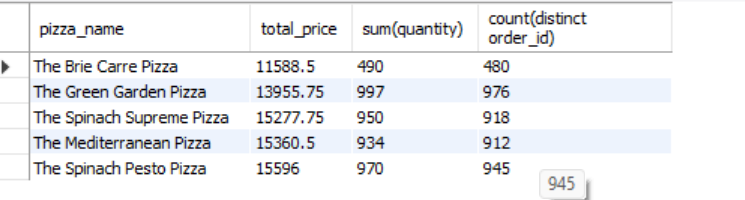 pizza_name total_price sum(quantity) count(distinct order_id)
The Brie Carre Pizza 11588.5 490 480
The Green Garden Pizza 13955.75 997 976
The Spinach Supreme Pizza 15277.75 950 918
The Mediterranean Pizza 15360.5 934 912
The Spinach Pesto Pizza 15596 970 945
945